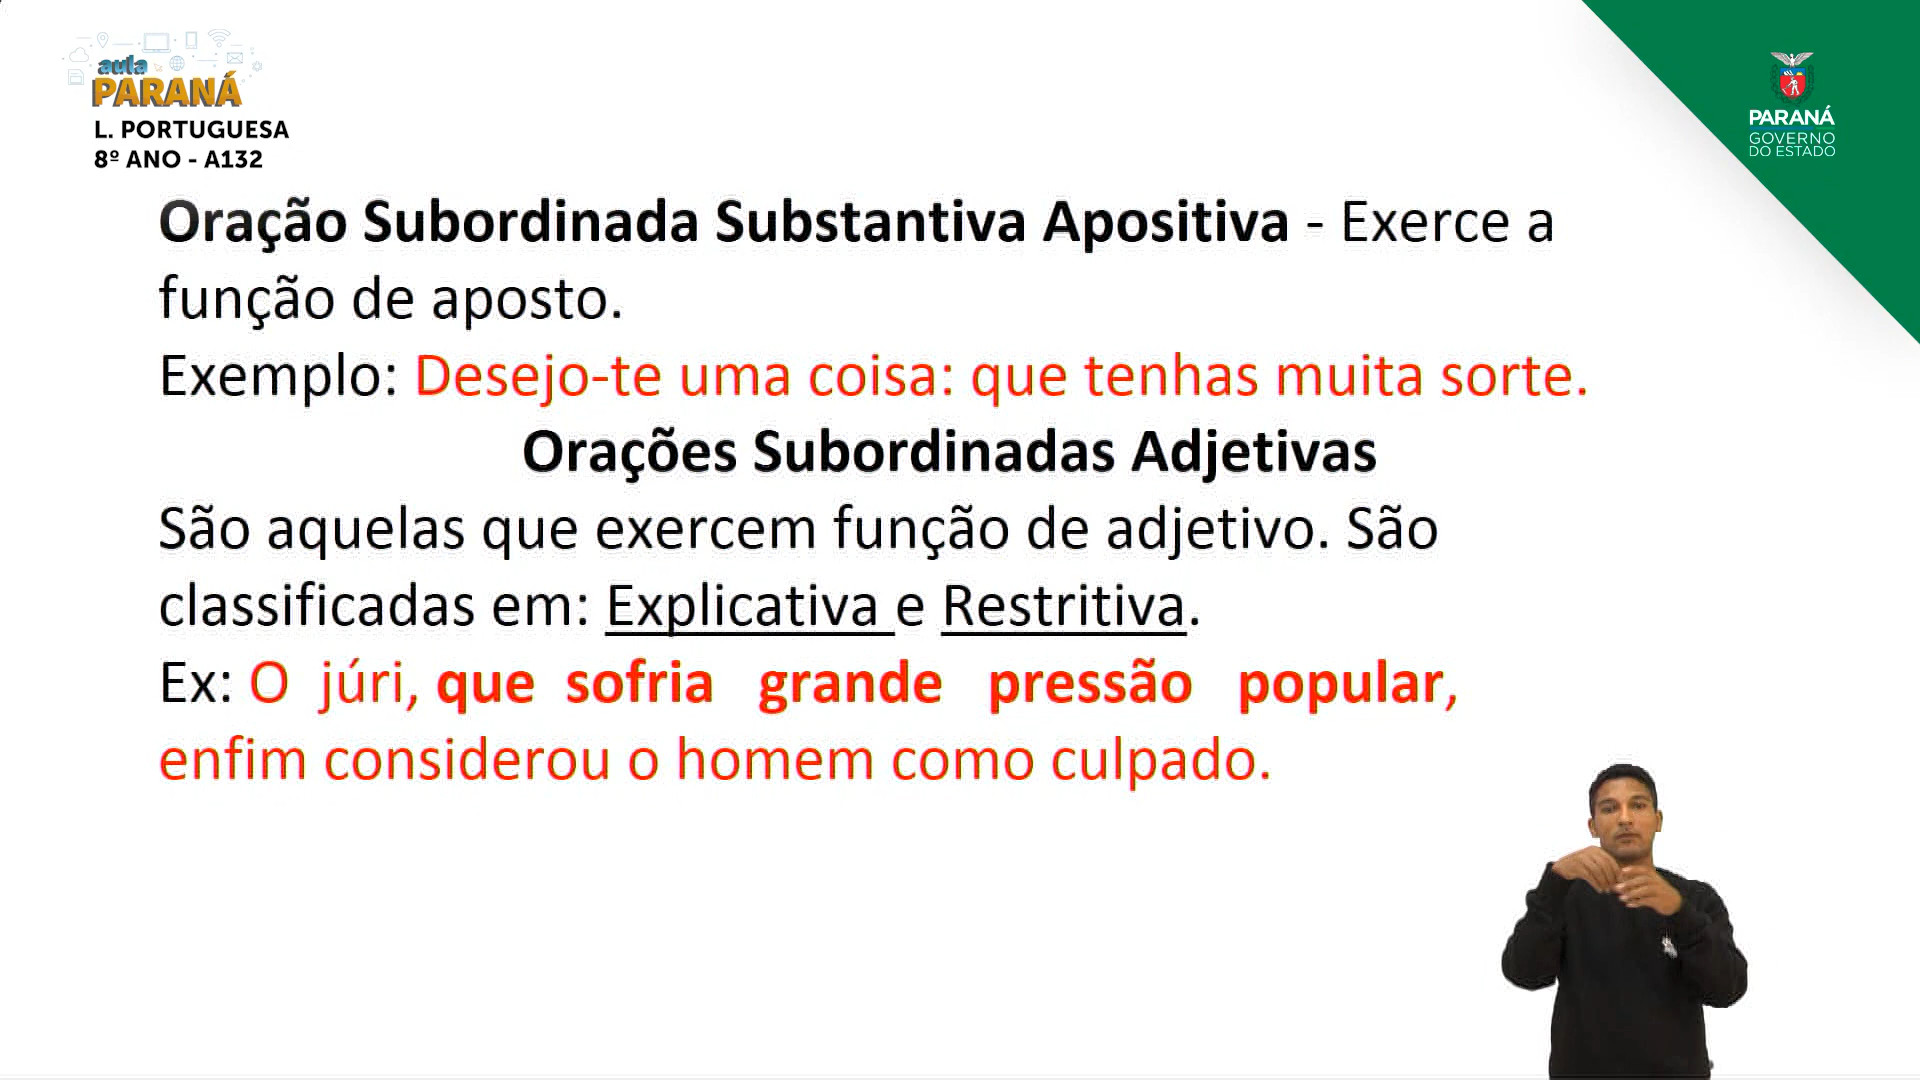 aula
PARANÁ
L. PORTUGUESA
8º ANO - A132
PARANÁ
GOVERNO
DO ESTADO
Oração Subordinada Substantiva Apositiva - Exerce a
função de aposto.
Exemplo: Desejo-te uma coisa: que tenhas muita sorte.
Orações Subordinadas Adjetivas
São aquelas que exercem função de adjetivo. São
classificadas em: Explicativa e Restritiva.
Ex: O júri, que sofria grande pressão popular,
enfim considerou o homem como culpado.